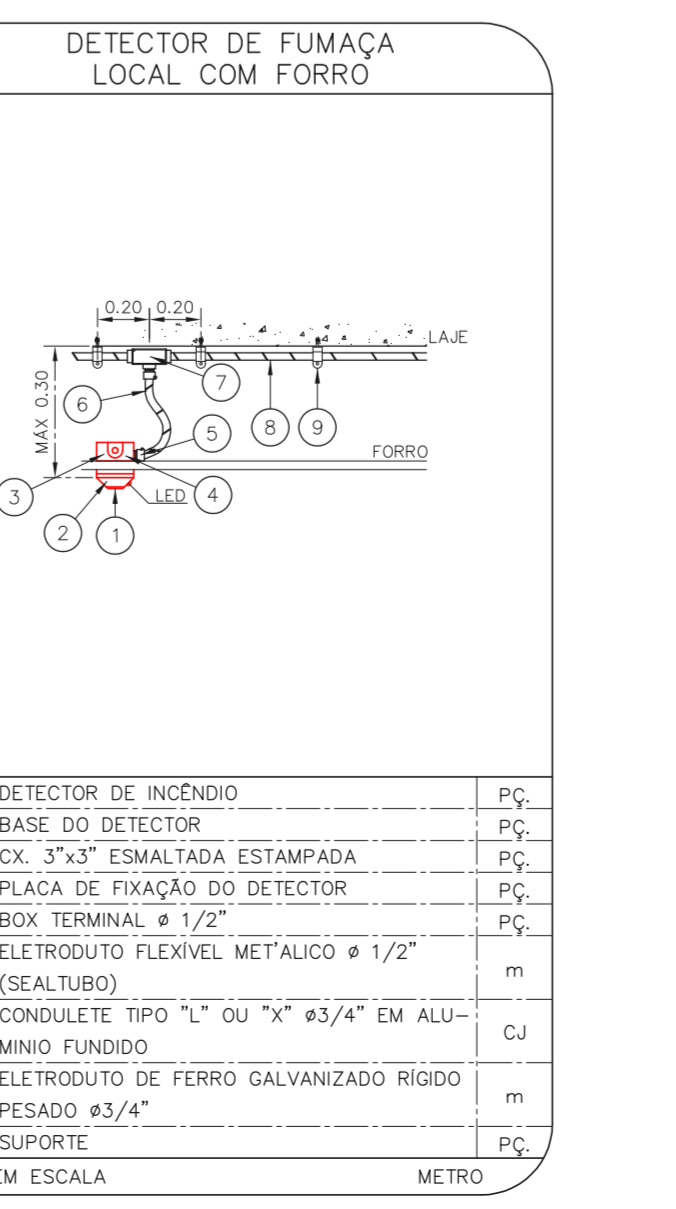 DETECTOR DE FUMAÇA
LOCAL COM FORRO
0.20 0.20
LAJE
MÁX 0.30
7
6
5
8
9
FORRO
3
LED
4
2
1
DETECTOR DE INCÊNDIO PÇ.
BASE DO DETECTOR PÇ.
CX. 3"x3" ESMALTADA ESTAMPADA PÇ.
PLACA DE FIXAÇÃO DO DETECTOR PÇ.
BOX TERMINAL ø 1/2" PÇ.
ELETRODUTO FLEXÍVEL MET'ALICO ø 1/2"
(SEALTUBO) m
CONDULETE TIPO "L" OU "X" ø3/4" EM ALU-
MINIO FUNDIDO CJ
ELETRODUTO DE FERRO GALVANIZADO RÍGIDO
PESADO ø3/4" m
SUPORTE PÇ.
EM ESCALA METRO